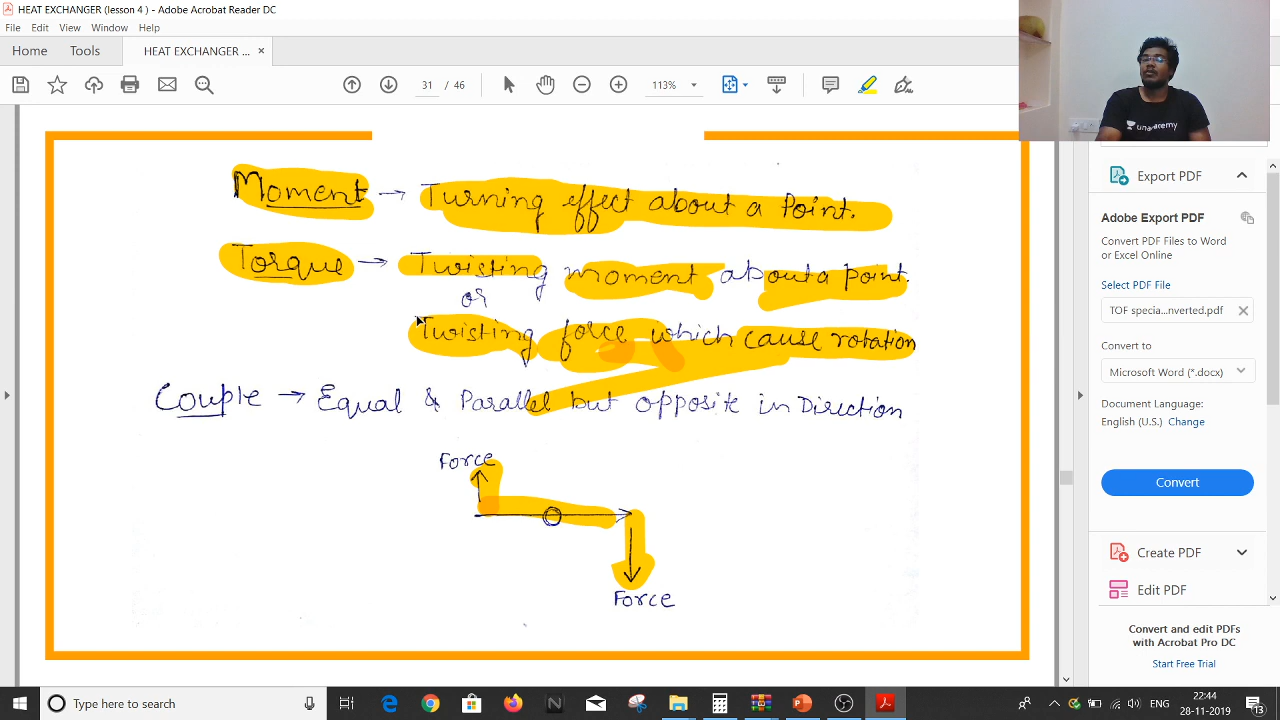 HEAT EXCHANGER (lesson 4) - Adobe Acrobat Reader DC
File Edit View Window Help
Home Tools HEAT EXCHANGER ... ×
31 / 46 113%
unacademy
Moment → Turning effect about a Point.
Torque → Twisting moment about a point.
or
Twisting force which cause rotation
Couple → Equal & Parallel but opposite in Direction
Force
Force
Export PDF
Adobe Export PDF
Convert PDF Files to Word
or Excel Online
Select PDF File
TOF specia...nverted.pdf
Convert to
Microsoft Word (*.docx)
Document Language:
English (U.S.) Change
Convert
Create PDF
Edit PDF
Convert and edit PDFs
with Acrobat Pro DC
Start Free Trial
Type here to search
ENG
22:44
28-11-2019
13